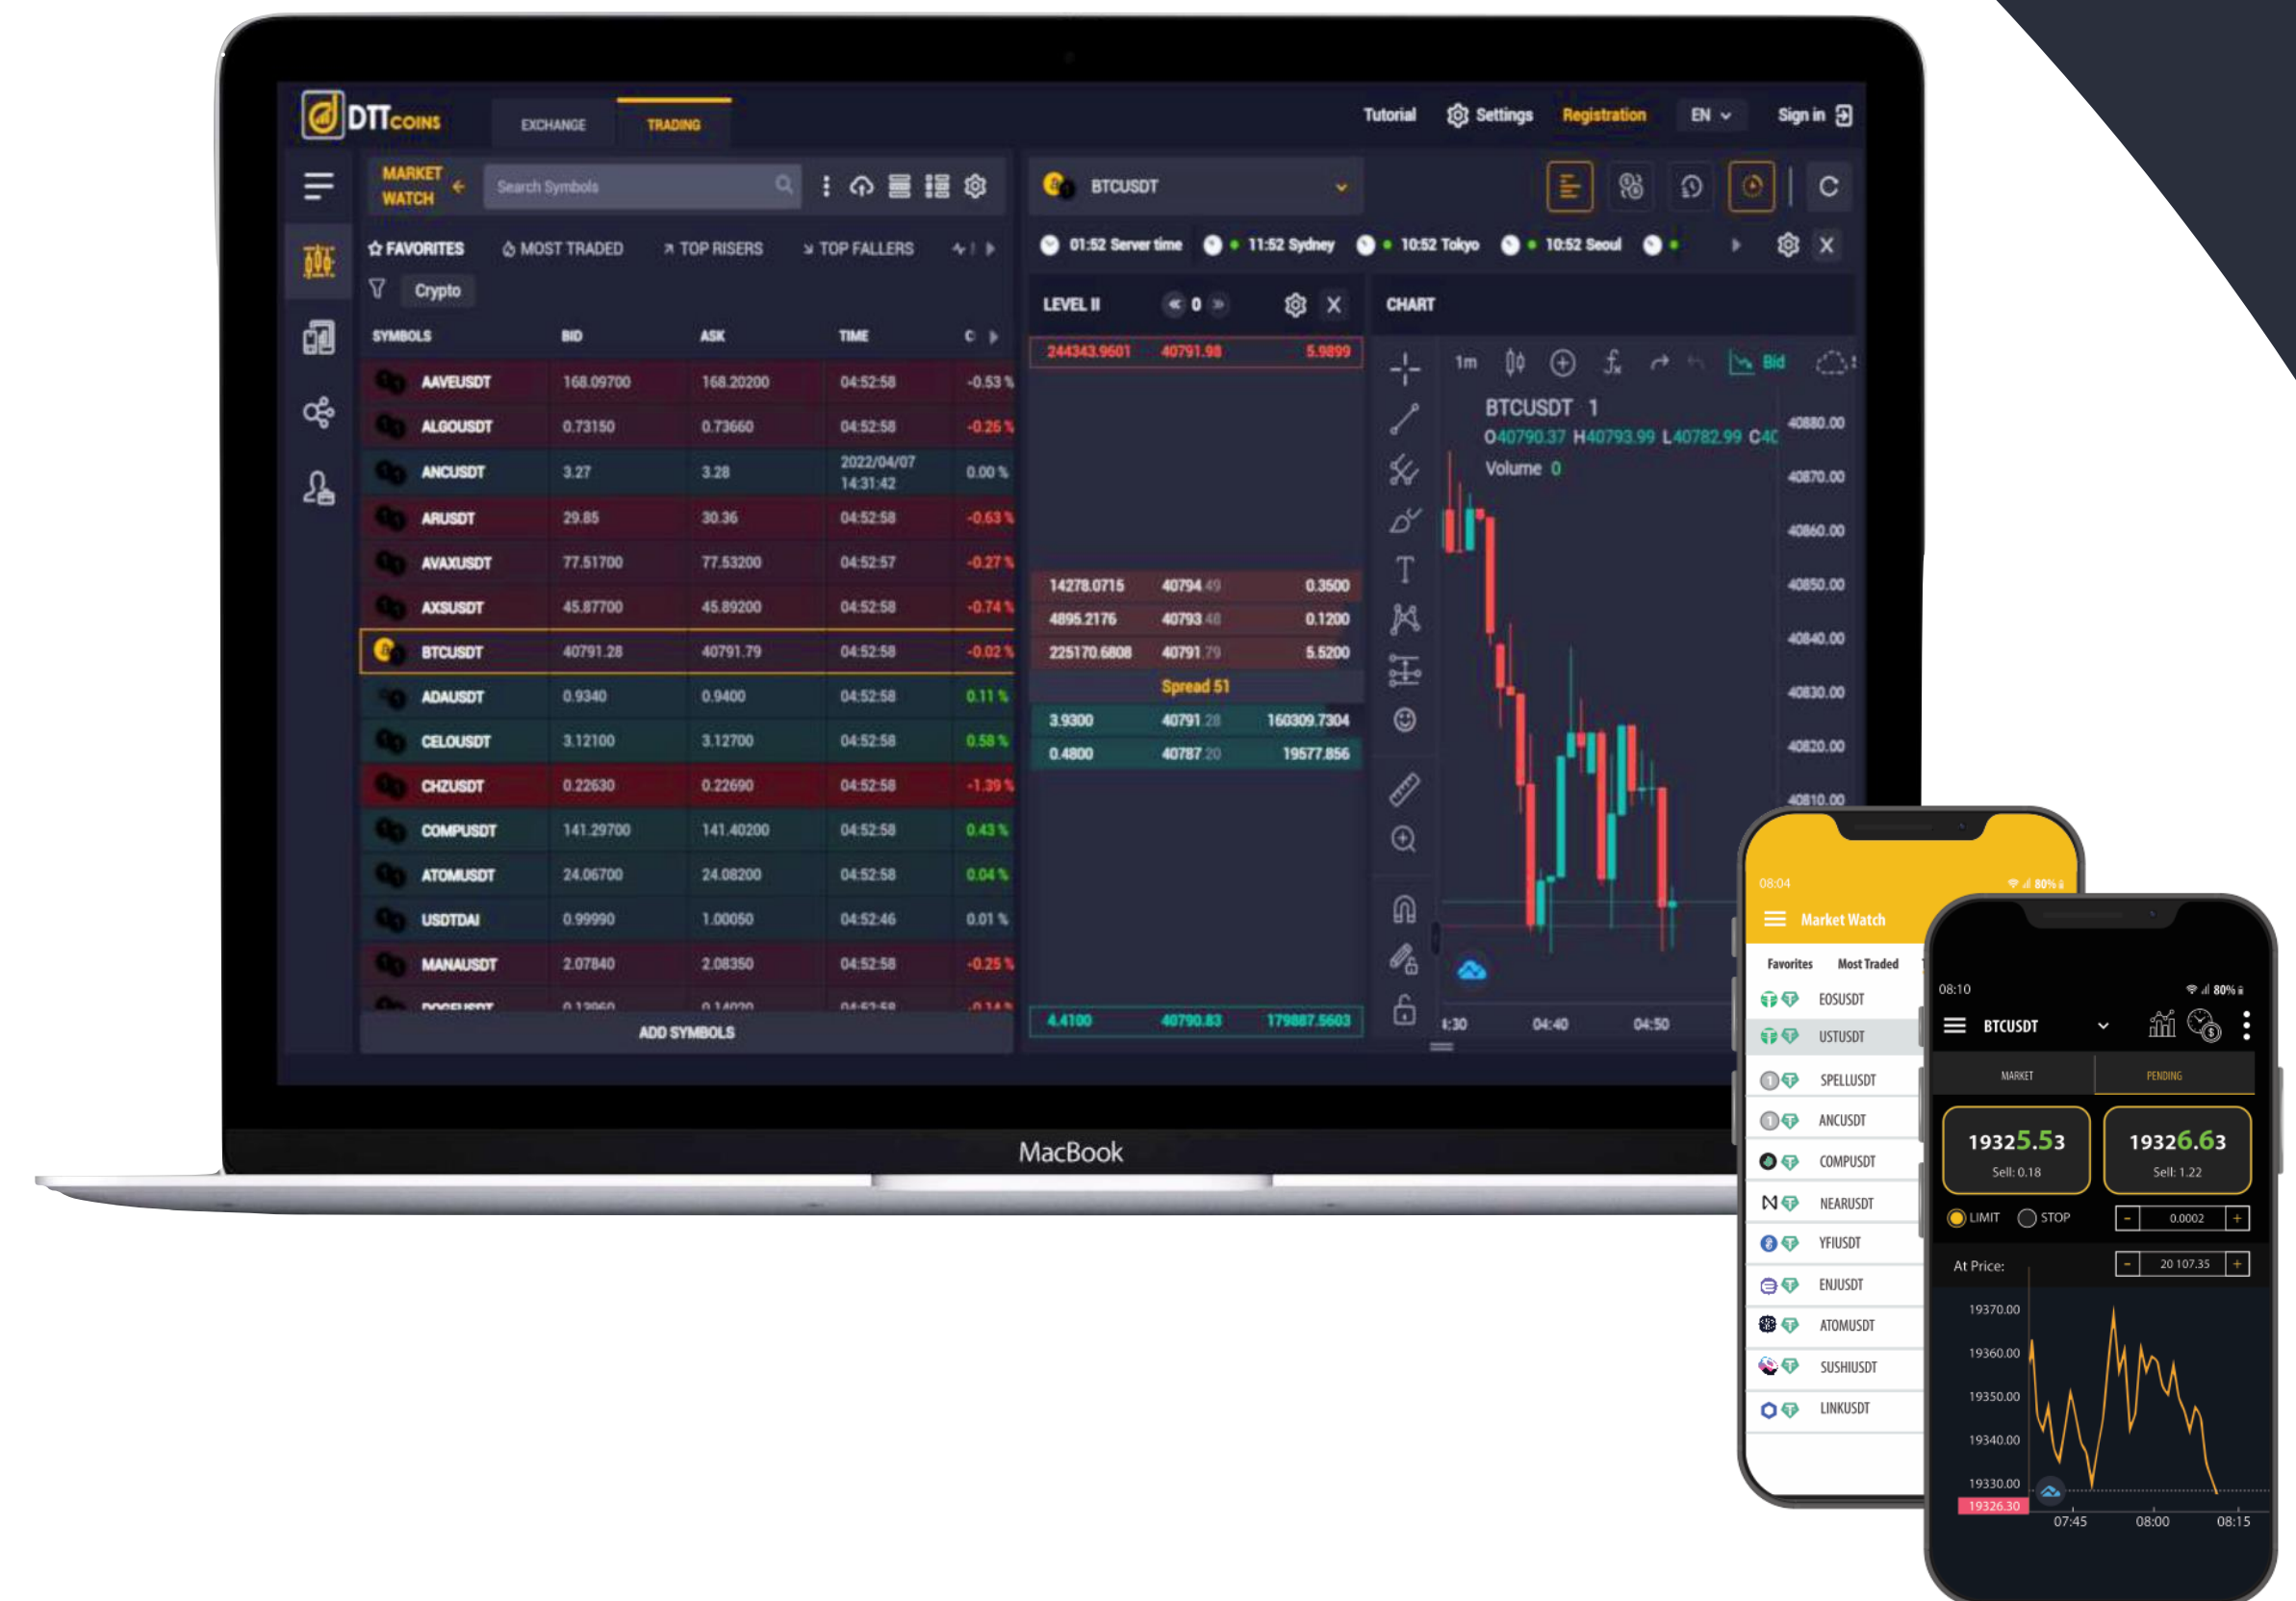 DTTCOINS
EXCHANGE
TRADING
Tutorial
Settings
Registration
EN
Sign in
MARKET
WATCH
Search Symbols
BTCUSDT
FAVORITES
MOST TRADED
TOP RISERS
TOP FALLERS
01:52 Server time
11:52 Sydney
10:52 Tokyo
10:52 Seoul
Crypto
LEVEL II
0
CHART
SYMBOLS BID ASK TIME
244343.9601 40791.98 5.9899
1m
Bid
AAVEUSDT 168.09700 168.20200 04:52:58 -0.53 %
ALGOUSDT 0.73150 0.73660 04:52:58 -0.26 %
ANCUSDT 3.27 3.28 2022/04/07 14:31:42 0.00 %
ARUSDT 29.85 30.36 04:52:58 -0.63 %
AVAXUSDT 77.51700 77.53200 04:52:57 -0.27 %
AXSUSDT 45.87700 45.89200 04:52:58 -0.74 %
BTCUSDT 40791.28 40791.79 04:52:58 -0.02 %
ADAUSDT 0.9340 0.9400 04:52:58 0.11 %
CELOUSDT 3.12100 3.12700 04:52:58 0.58 %
CHZUSDT 0.22630 0.22690 04:52:58 -1.39 %
COMPUSDT 141.29700 141.40200 04:52:58 0.43 %
ATOMUSDT 24.06700 24.08200 04:52:58 0.04 %
USDTDAI 0.99990 1.00050 04:52:46 0.01 %
MANAUSDT 2.07840 2.08350 04:52:58 -0.25 %
ADD SYMBOLS
14278.0715 40794.49 0.3500
4895.2176 40793.48 0.1200
225170.6808 40791.79 5.5200
Spread 51
3.9300 40791.28 160309.7304
0.4800 40787.20 19577.856
4.4100 40790.83 179887.5603
BTCUSDT 1
O40790.37 H40793.99 L40782.99 C40
Volume 0
40880.00
40870.00
40860.00
40850.00
40840.00
40830.00
40820.00
40810.00
04:40
04:50
MacBook
08:04
80%
Market Watch
Favorites
Most Traded
EOSUSDT
USTUSDT
SPELLUSDT
ANCUSDT
COMPUSDT
NEARUSDT
YFIUSDT
ENJUSDT
ATOMUSDT
SUSHIUSDT
LINKUSDT
08:10
80%
BTCUSDT
MARKET
PENDING
19325.53
Sell: 0.18
19326.63
Sell: 1.22
LIMIT
STOP
- 0.0002 +
At Price:
- 20 107.35 +
19370.00
19360.00
19350.00
19340.00
19330.00
19326.30
07:45
08:00
08:15